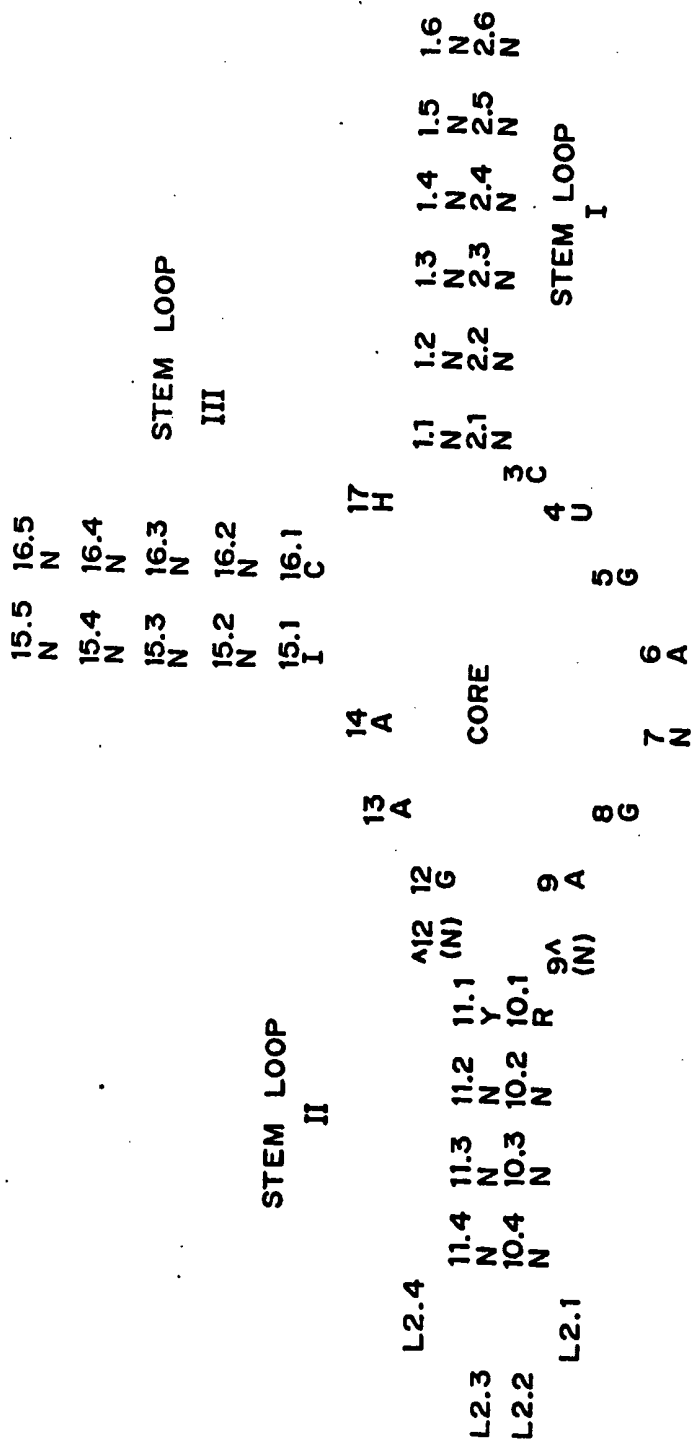 15.5 16.5
N N
15.4 16.4
N N
15.3 16.3
N N
15.2 16.2
N N
15.1 16.1
I C
STEM LOOP
III
STEM LOOP
II
14 17
A H
13
A
^12 12
(N) G
1.1 1.2 1.3 1.4 1.5 1.6
N N N N N N
2.1 2.2 2.3 2.4 2.5 2.6
N N N N N N
L2.4
11.4 11.3 11.2 11.1
N N N Y
L2.3
10.4 10.3 10.2 10.1
N N N R
L2.2
CORE
3
C
L2.1
9^ 9
(N) A
4
U
STEM LOOP
I
8 5
G G
7 6
N A